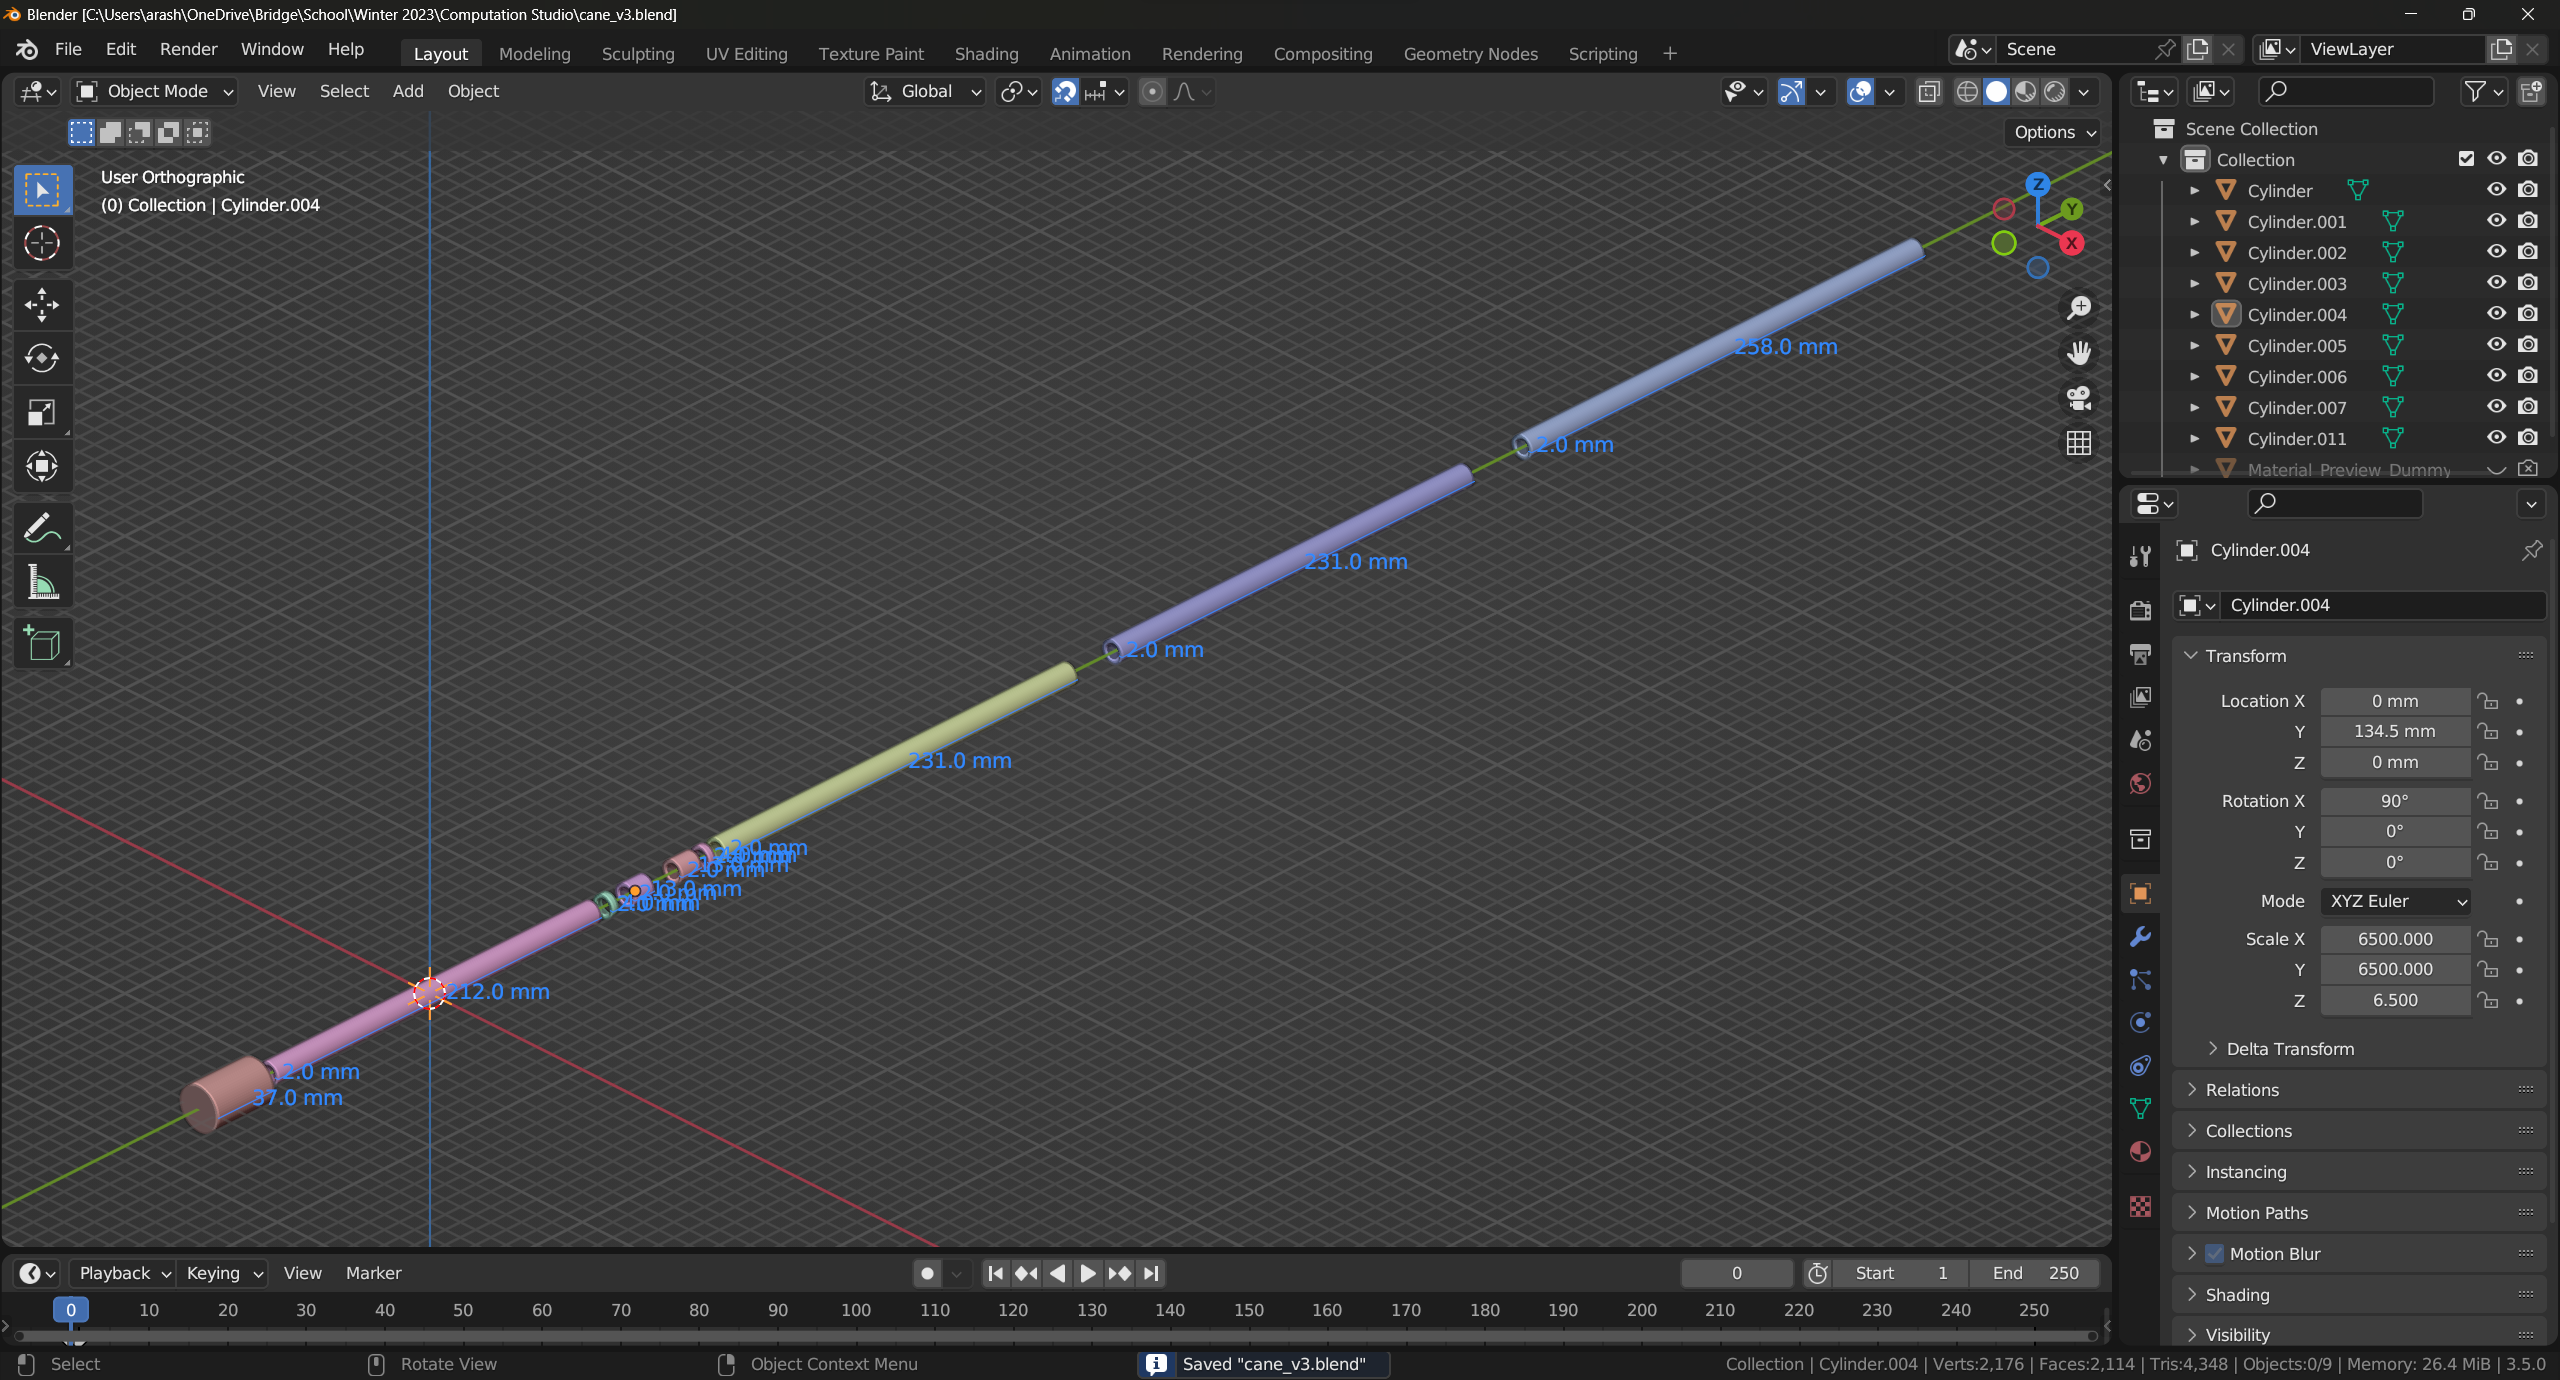 Blender [C:\Users\arash\OneDrive\Bridge\School\Winter 2023\Computation Studio\cane_v3.blend]
File Edit Render Window Help Layout Modeling Sculpting UV Editing Texture Paint Shading Animation Rendering Compositing Geometry Nodes Scripting + Scene ViewLayer
Object Mode View Select Add Object Global
Options
User Orthographic
(0) Collection | Cylinder.004
Z
Y
X
258.0 mm
2.0 mm
231.0 mm
2.0 mm
231.0 mm
2.0 mm
2.0 mm
212.0 mm
2.0 mm
37.0 mm
Scene Collection
Collection
Cylinder
Cylinder.001
Cylinder.002
Cylinder.003
Cylinder.004
Cylinder.005
Cylinder.006
Cylinder.007
Cylinder.011
Material Preview Dummy
Cylinder.004
Cylinder.004
Transform
Location X 0 mm
Y 134.5 mm
Z 0 mm
Rotation X 90°
Y 0°
Z 0°
Mode XYZ Euler
Scale X 6500.000
Y 6500.000
Z 6.500
Delta Transform
Relations
Collections
Instancing
Motion Paths
Motion Blur
Shading
Visibility
Playback Keying View Marker 0 Start 1 End 250
0 10 20 30 40 50 60 70 80 90 100 110 120 130 140 150 160 170 180 190 200 210 220 230 240 250
Select Rotate View Object Context Menu Saved "cane_v3.blend" Collection | Cylinder.004 | Verts:2,176 | Faces:2,114 | Tris:4,348 | Objects:0/9 | Memory: 26.4 MiB | 3.5.0